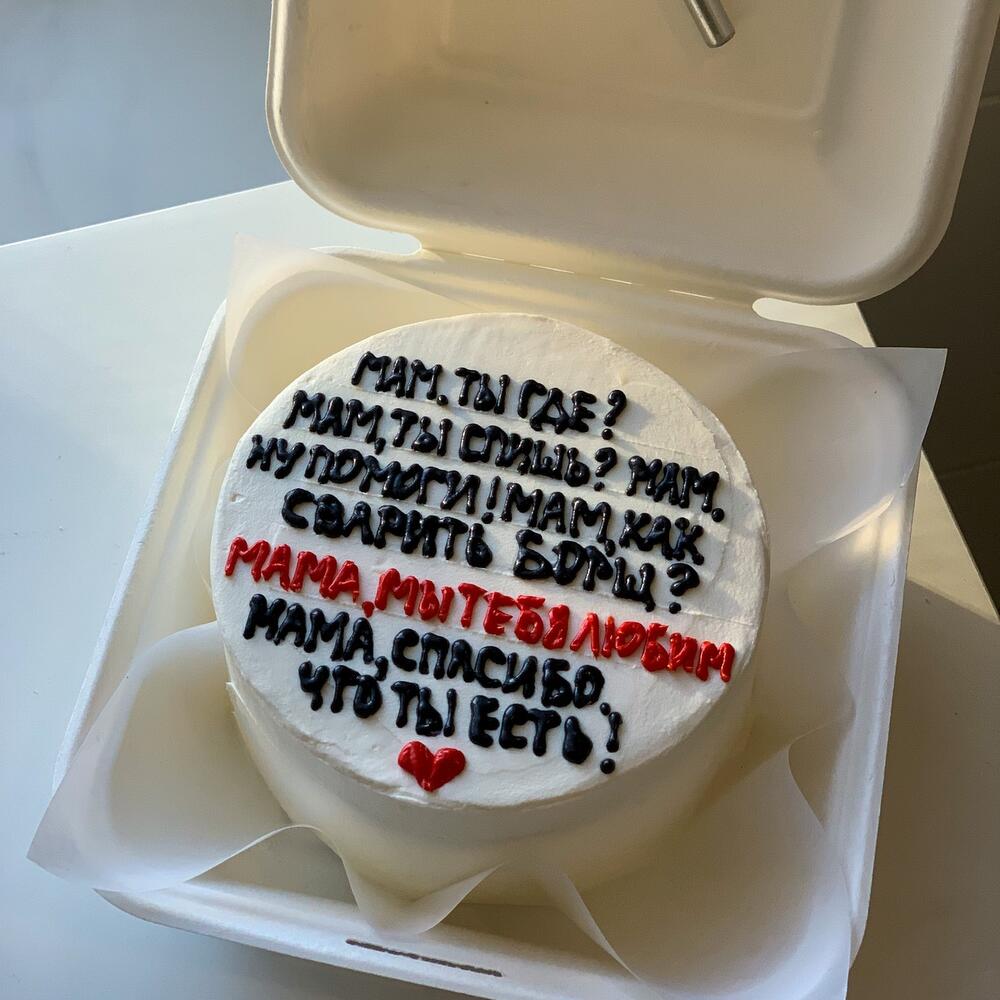 МАМ, ТЫ ГДЕ?
МАМ, ТЫ СПИШЬ? МАМ,
НУ ПОМОГИ! МАМ, КАК
СВАРИТЬ БОРЩ?
МАМА, МЫ ТЕБЯ ЛЮБИМ
МАМА, СПАСИБО,
ЧТО ТЫ ЕСТЬ!